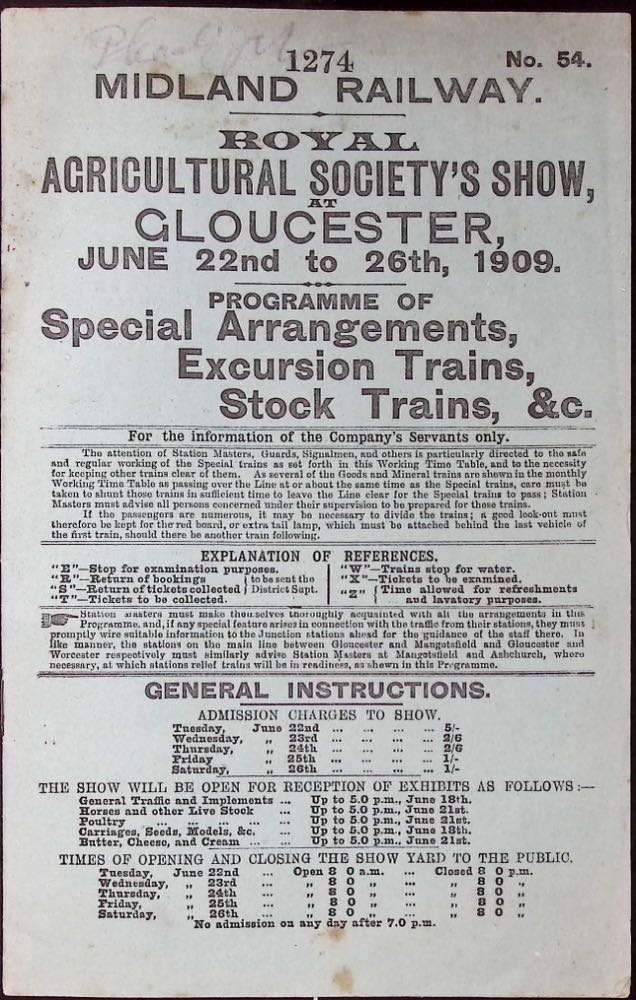 1274
No. 54.
MIDLAND RAILWAY.
ROYAL
AGRICULTURAL SOCIETY'S SHOW,
AT
GLOUCESTER,
JUNE 22nd to 26th, 1909.
PROGRAMME OF
Special Arrangements,
Excursion Trains,
Stock Trains, &c.
For the information of the Company's Servants only.
The attention of Station Masters, Guards, Signalmen, and others is particularly directed to the safe
and regular working of the Special trains as set forth in this Working Time Table, and to the necessity
for keeping other trains clear of them. As several of the Goods and Mineral trains are shewn in the monthly
Working Time Table as passing over the Line at or about the same time as the Special trains, care must be
taken to shunt those trains in sufficient time to leave the Line clear for the Special trains to pass; Station
Masters must advise all persons concerned under their supervision to be prepared for these trains.
If the passengers are numerous, it may be necessary to divide the trains; a good look-out must
therefore be kept for the red board, or extra tail lamp, which must be attached behind the last vehicle of
the first train, should there be another train following.
EXPLANATION OF REFERENCES.
"E"—Stop for examination purposes.
"R"—Return of bookings } to be sent the
"S"—Return of tickets collected } District Supt.
"T"—Tickets to be collected.
"W"—Trains stop for water.
"X"—Tickets to be examined.
"Z" { Time allowed for refreshments
and lavatory purposes.
Station Masters must make themselves thoroughly acquainted with all the arrangements in this
Programme, and, if any special feature arises in connection with the traffic from their stations, they must
promptly wire suitable information to the Junction stations ahead for the guidance of the staff there. In
like manner, the stations on the main line between Gloucester and Mangotsfield and Gloucester and
Worcester respectively must similarly advise Station Masters at Mangotsfield and Ashchurch, where
necessary, at which stations relief trains will be in readiness, as shewn in this Programme.
GENERAL INSTRUCTIONS.
ADMISSION CHARGES TO SHOW.
Tuesday, June 22nd ... ... ... ... 5/-
Wednesday, „ 23rd ... ... ... ... 2/6
Thursday, „ 24th ... ... ... ... 2/6
Friday „ 25th ... ... ... ... 1/-
Saturday, „ 26th ... ... ... ... 1/-
THE SHOW WILL BE OPEN FOR RECEPTION OF EXHIBITS AS FOLLOWS:—
General Traffic and Implements ... Up to 5.0 p.m., June 18th.
Horses and other Live Stock ... Up to 5.0 p.m., June 21st.
Poultry ... ... ... ... ... Up to 5.0 p.m., June 21st.
Carriages, Seeds, Models, &c. ... Up to 5.0 p.m., June 18th.
Butter, Cheese, and Cream ... ... Up to 5.0 p.m., June 21st.
TIMES OF OPENING AND CLOSING THE SHOW YARD TO THE PUBLIC.
Tuesday, June 22nd ... Open 8 0 a.m. ... Closed 8 0 p.m.
Wednesday, „ 23rd ... „ 8 0 „ ... „ 8 0 „
Thursday, „ 24th ... „ 8 0 „ ... „ 8 0 „
Friday, „ 25th ... „ 8 0 „ ... „ 8 0 „
Saturday, „ 26th ... „ 8 0 „ ... „ 8 0 „
No admission on any day after 7.0 p.m.